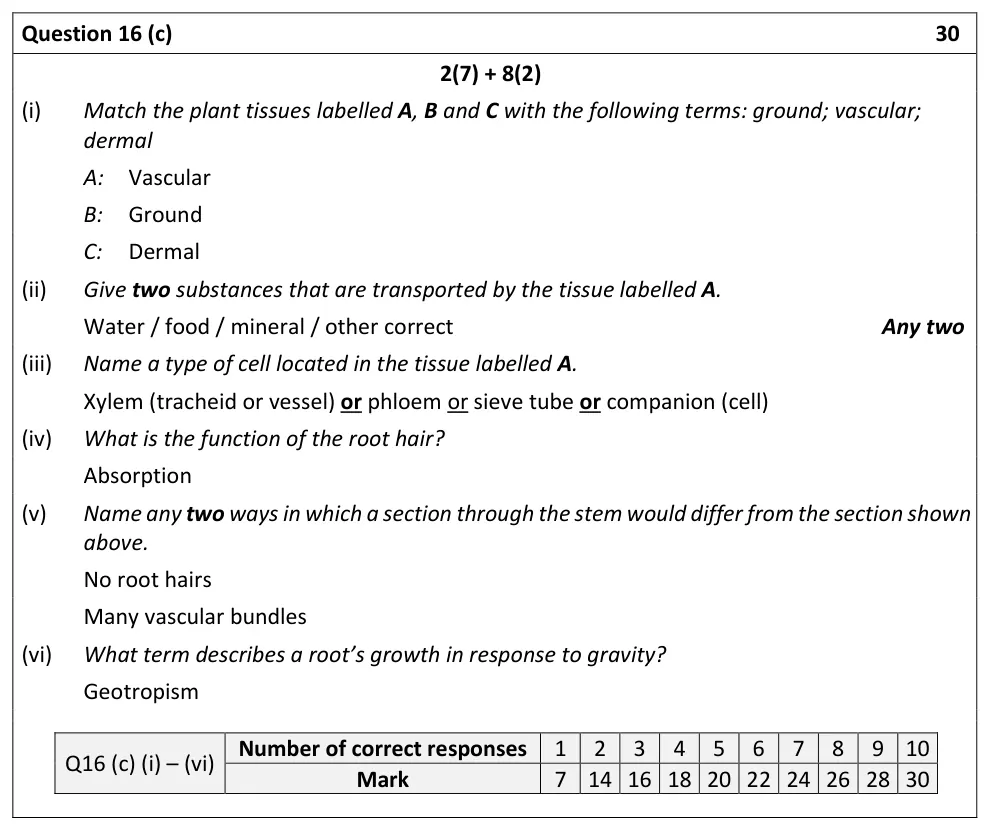 Question 16 (c) 30
2(7) + 8(2)
(i) Match the plant tissues labelled A, B and C with the following terms: ground; vascular;
dermal
A: Vascular
B: Ground
C: Dermal
(ii) Give two substances that are transported by the tissue labelled A.
Water / food / mineral / other correct Any two
(iii) Name a type of cell located in the tissue labelled A.
Xylem (tracheid or vessel) or phloem or sieve tube or companion (cell)
(iv) What is the function of the root hair?
Absorption
(v) Name any two ways in which a section through the stem would differ from the section shown
above.
No root hairs
Many vascular bundles
(vi) What term describes a root's growth in response to gravity?
Geotropism
Q16 (c) (i) – (vi)
Number of correct responses 1 2 3 4 5 6 7 8 9 10
Mark 7 14 16 18 20 22 24 26 28 30